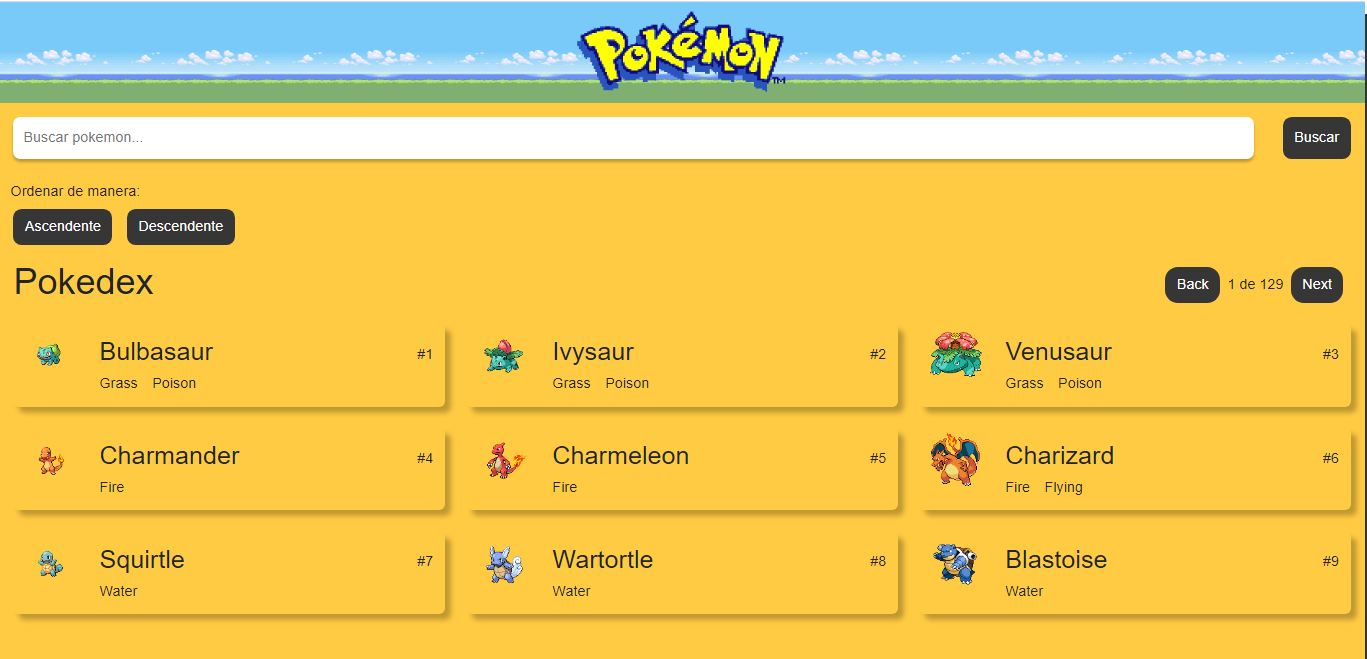 POKéMON TM
Buscar pokemon... Buscar
Ordenar de manera:
Ascendente Descendente
Pokedex Back 1 de 129 Next
Bulbasaur #1
Grass Poison
Ivysaur #2
Grass Poison
Venusaur #3
Grass Poison
Charmander #4
Fire
Charmeleon #5
Fire
Charizard #6
Fire Flying
Squirtle #7
Water
Wartortle #8
Water
Blastoise #9
Water